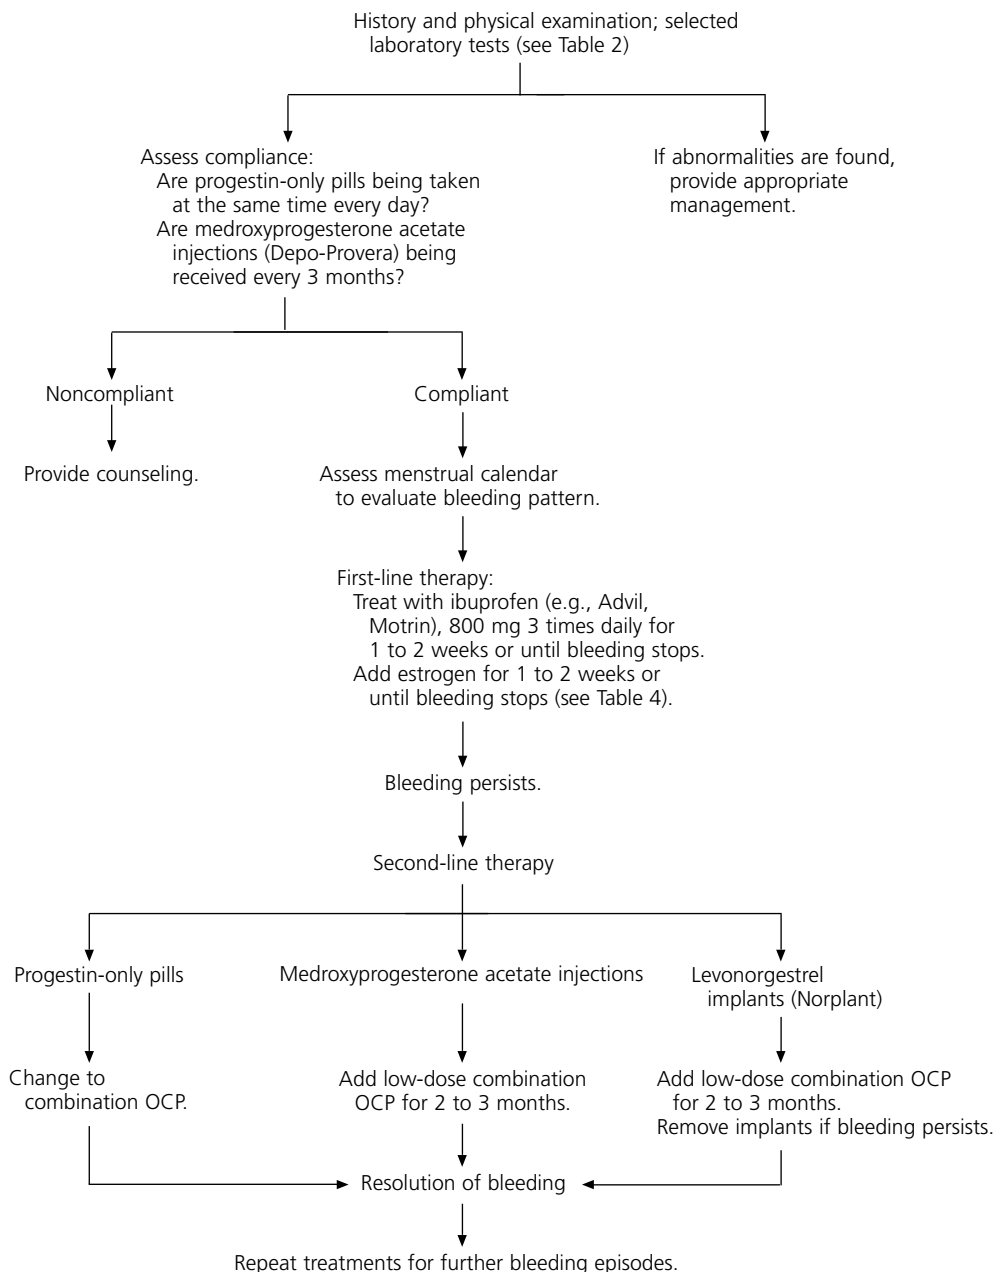 History and physical examination; selected
laboratory tests (see Table 2)
Assess compliance:
Are progestin-only pills being taken
at the same time every day?
Are medroxyprogesterone acetate
injections (Depo-Provera) being
received every 3 months?
If abnormalities are found,
provide appropriate
management.
Noncompliant
Compliant
Provide counseling.
Assess menstrual calendar
to evaluate bleeding pattern.
First-line therapy:
Treat with ibuprofen (e.g., Advil,
Motrin), 800 mg 3 times daily for
1 to 2 weeks or until bleeding stops.
Add estrogen for 1 to 2 weeks or
until bleeding stops (see Table 4).
Bleeding persists.
Second-line therapy
Progestin-only pills
Medroxyprogesterone acetate injections
Levonorgestrel
implants (Norplant)
Change to
combination OCP.
Add low-dose combination
OCP for 2 to 3 months.
Add low-dose combination OCP
for 2 to 3 months.
Remove implants if bleeding persists.
Resolution of bleeding
Repeat treatments for further bleeding episodes.